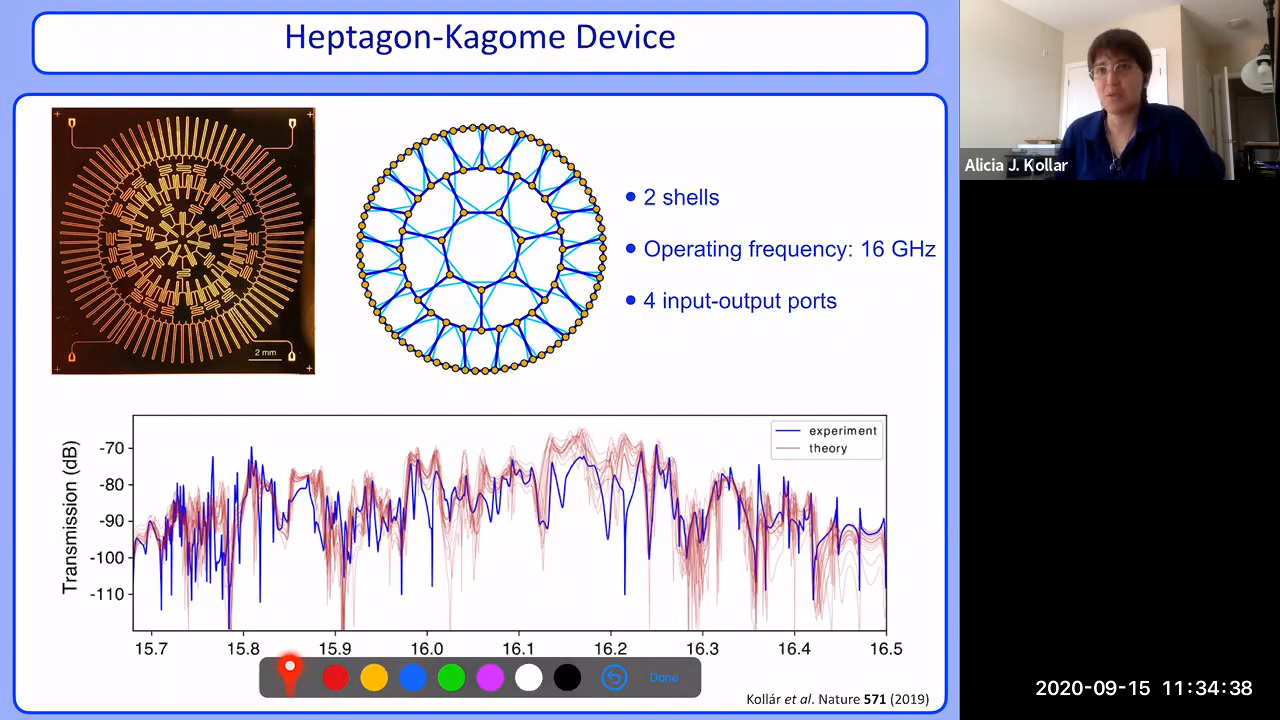 Heptagon-Kagome Device
2 mm
• 2 shells
• Operating frequency: 16 GHz
• 4 input-output ports
Transmission (dB)
-70
-80
-90
-100
-110
experiment
theory
15.7 15.8 15.9 16.0 16.1 16.2 16.3 16.4 16.5
Done
Kollár et al. Nature 571 (2019)
Alicia J. Kollar
2020-09-15 11:34:38